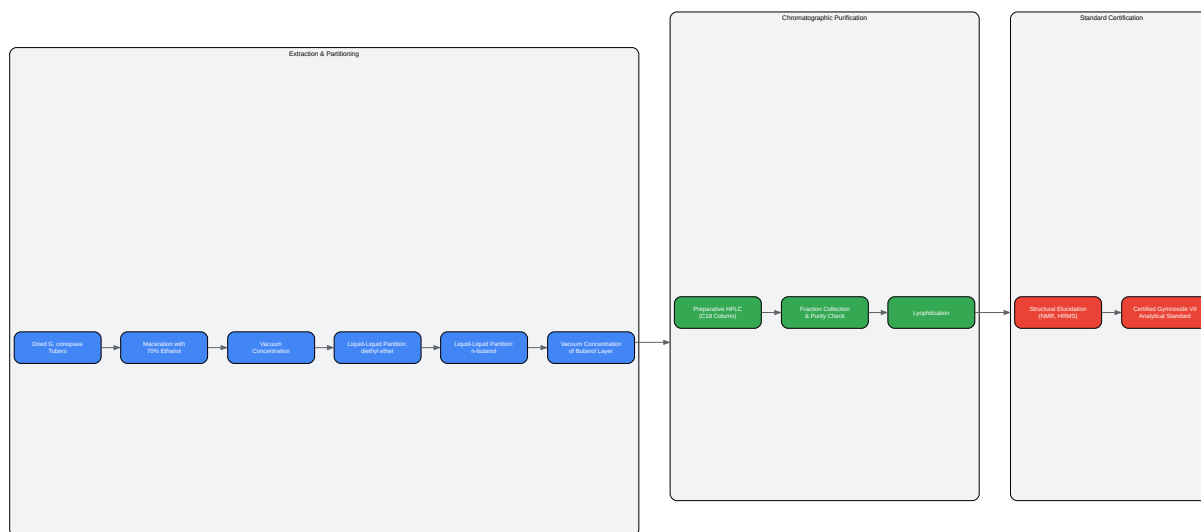 Extraction & Partitioning
Dried G. conopsea
Tubers
Maceration with
70% Ethanol
Vacuum
Concentration
Liquid-Liquid Partition:
diethyl ether
Liquid-Liquid Partition:
n-butanol
Vacuum Concentration
of Butanol Layer
Chromatographic Purification
Preparative HPLC
(C18 Column)
Fraction Collection
& Purity Check
Lyophilization
Standard Certification
Structural Elucidation
(NMR, HRMS)
Certified Gymnoside VII
Analytical Standard